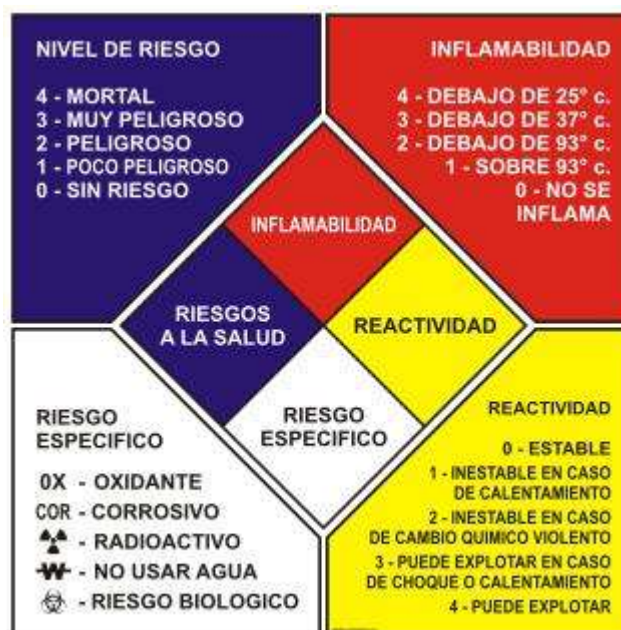 NIVEL DE RIESGO
4 - MORTAL
3 - MUY PELIGROSO
2 - PELIGROSO
1 - POCO PELIGROSO
0 - SIN RIESGO
INFLAMABILIDAD
4 - DEBAJO DE 25° c.
3 - DEBAJO DE 37° c.
2 - DEBAJO DE 93° c.
1 - SOBRE 93° c.
0 - NO SE
INFLAMA
INFLAMABILIDAD
RIESGOS
A LA SALUD
REACTIVIDAD
RIESGO
ESPECIFICO
RIESGO
ESPECIFICO
0X - OXIDANTE
COR - CORROSIVO
- RADIOACTIVO
W - NO USAR AGUA
- RIESGO BIOLOGICO
REACTIVIDAD
0 - ESTABLE
1 - INESTABLE EN CASO
DE CALENTAMIENTO
2 - INESTABLE EN CASO
DE CAMBIO QUIMICO VIOLENTO
3 - PUEDE EXPLOTAR EN CASO
DE CHOQUE O CALENTAMIENTO
4 - PUEDE EXPLOTAR